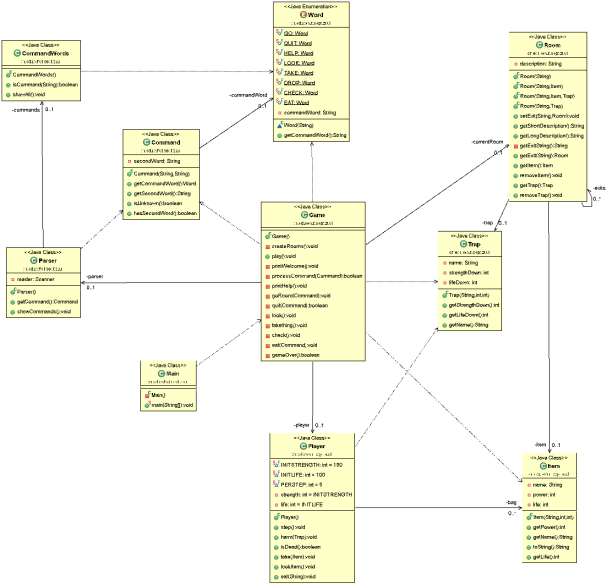 <<Java Enumeration>>
Word
GO: Word
QUIT: Word
HELP: Word
LOOK: Word
TAKE: Word
DROP: Word
CHECK: Word
EAT: Word
commandWord: String
Word(String)
getCommandWord():String
<<Java Class>>
CommandWords
CommandWords()
isCommand(String):boolean
showAll():void
<<Java Class>>
Room
description: String
Room(String)
Room(String,Item)
Room(String,Item,Trap)
Room(String,Trap)
setExit(String,Room):void
getShortDescription():String
getLongDescription():String
getExitString():String
getExit(String):Room
getItem():Item
removeItem():void
getTrap():Trap
removeTrap():void
-commandWord
0..1
-commands
0..1
<<Java Class>>
Command
secondWord: String
Command(String,String)
getCommandWord():Word
getSecondWord():String
isUnknown():boolean
hasSecondWord():boolean
-currentRoom
0..1
-exits
0..*
<<Java Class>>
Game
Game()
createRooms():void
play():void
printWelcome():void
processCommand(Command):boolean
printHelp():void
goRoom(Command):void
quit(Command):boolean
look():void
takething():void
check():void
eat(Command):void
gameOver():boolean
-trap
0..1
<<Java Class>>
Trap
name: String
strengthDown: int
lifeDown: int
Trap(String,int,int)
getStrengthDown():int
getLifeDown():int
getName():String
<<Java Class>>
Parser
reader: Scanner
Parser()
getCommand():Command
showCommands():void
-parser
0..1
<<Java Class>>
Main
Main()
main(String[]):void
-player
0..1
<<Java Class>>
Player
INITSTRENGTH: int = 100
INITLIFE: int = 100
PERSTEP: int = 5
strength: int = INITSTRENGTH
life: int = INITLIFE
Player()
step():void
harm(Trap):void
isDead():boolean
take(Item):void
lookItem():void
eat(String):void
-item
0..1
-bag
0..*
<<Java Class>>
Item
name: String
power: int
life: int
Item(String,int,int)
getPower():int
getName():String
toString():String
getLife():int